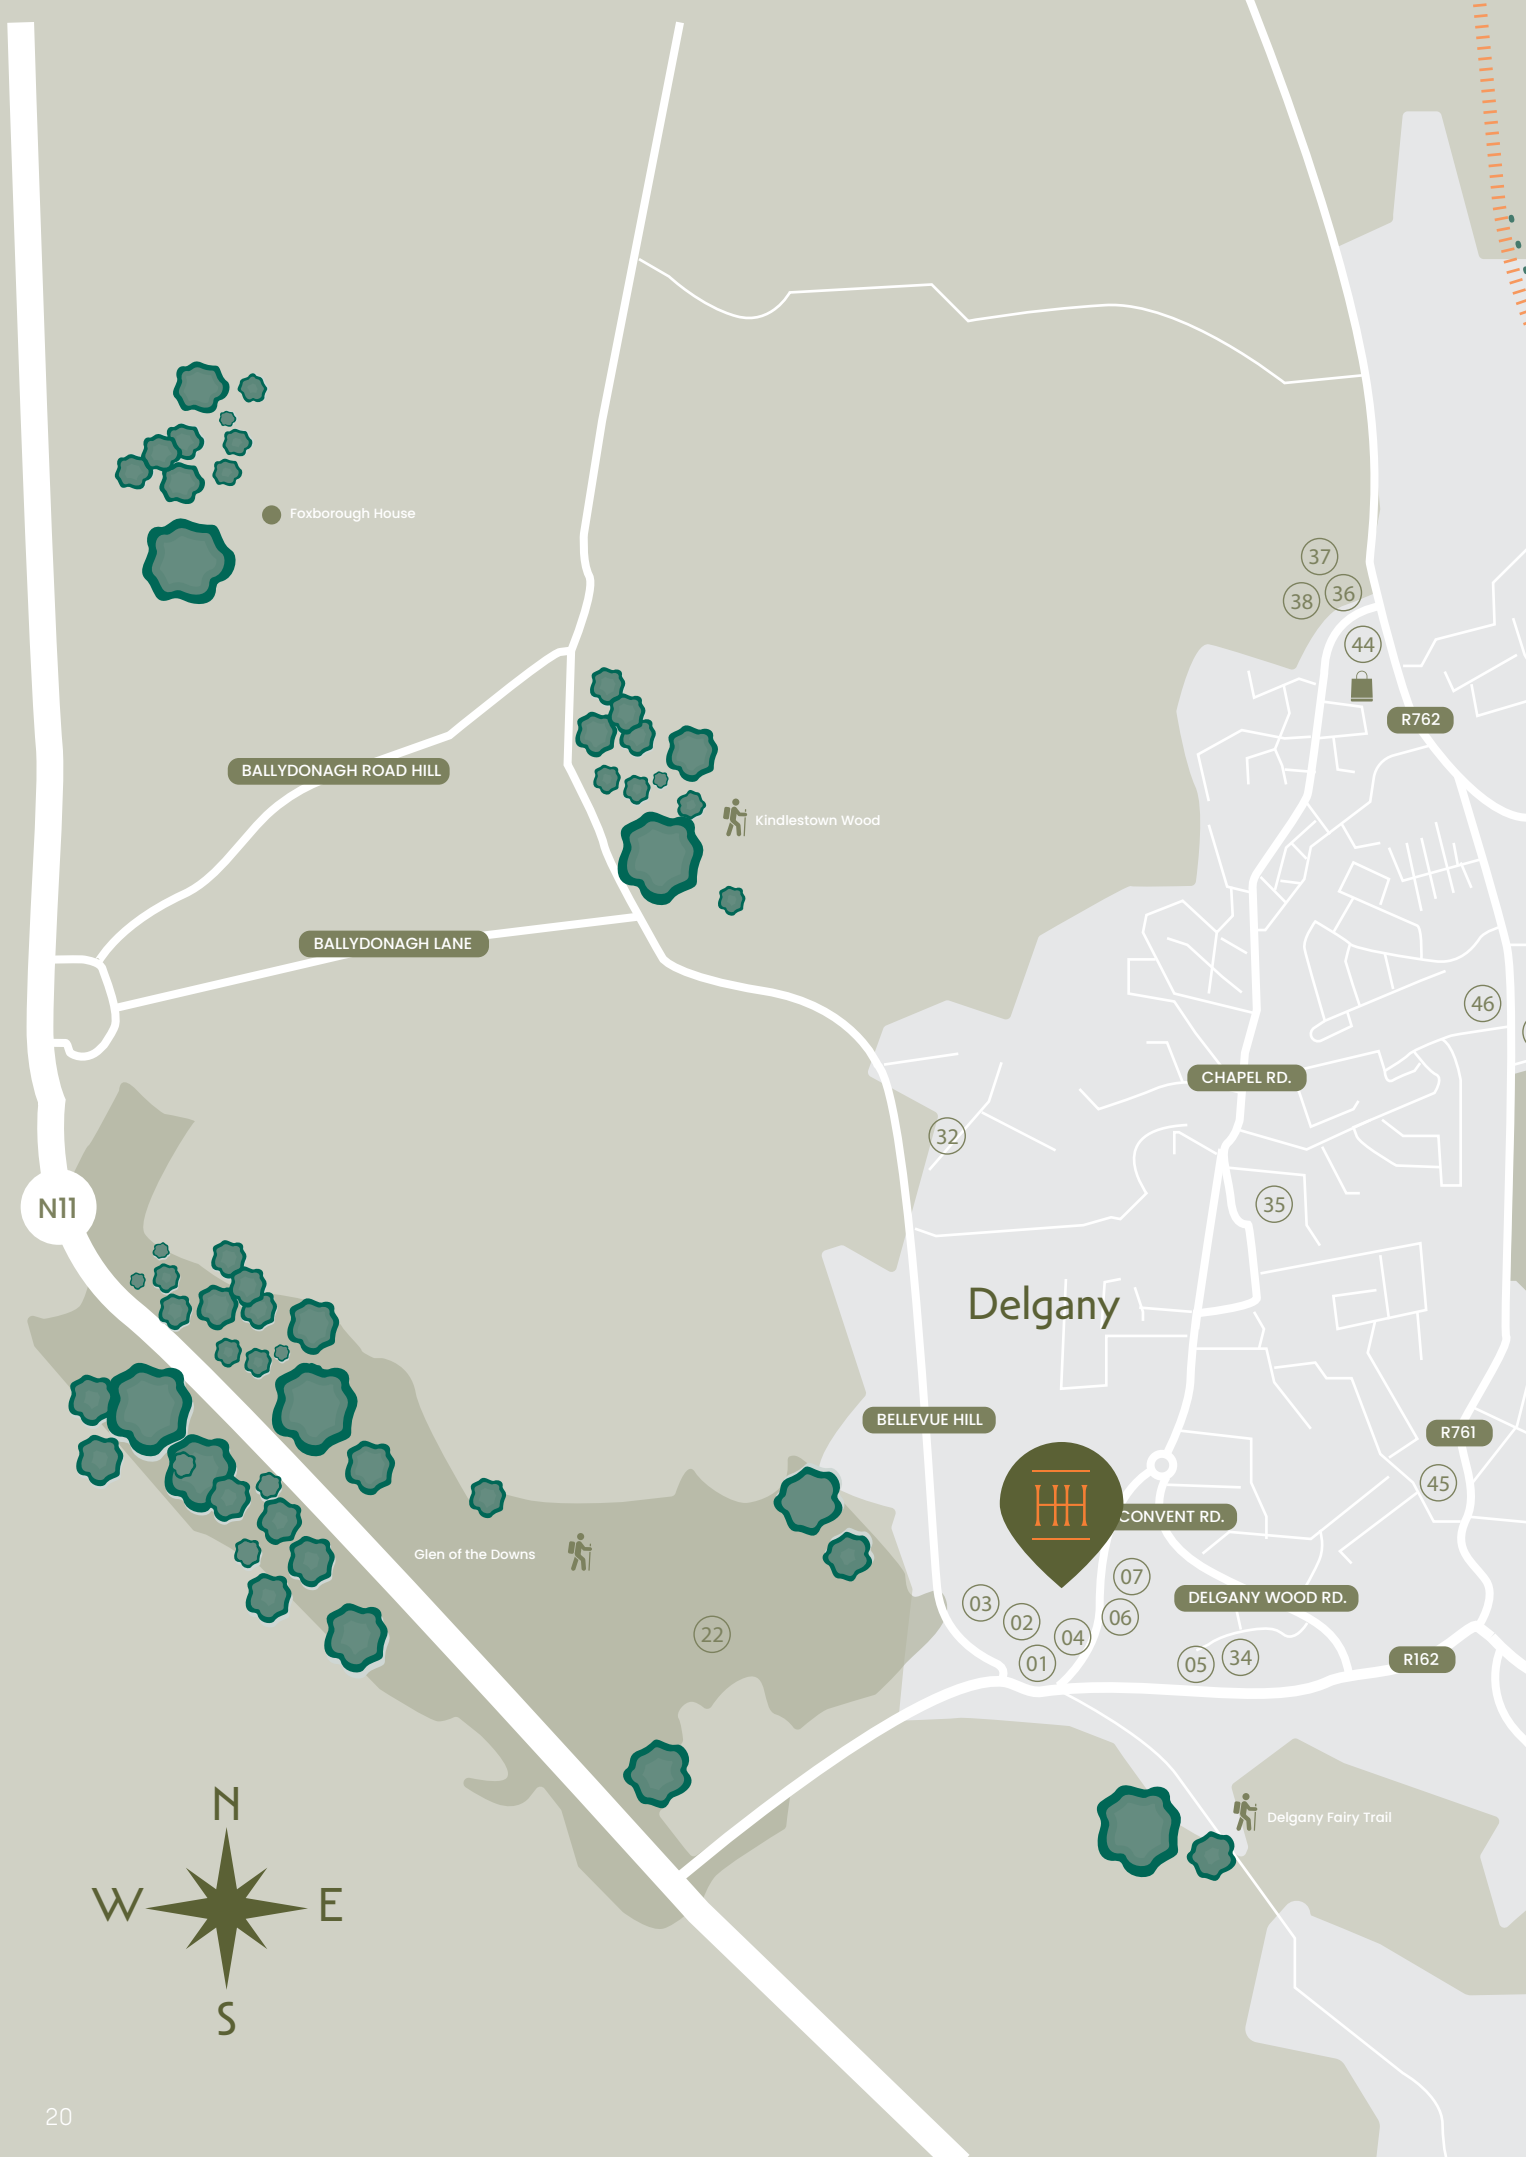 Foxborough House
37
38
36
44
R762
BALLYDONAGH ROAD HILL
Kindlestown Wood
BALLYDONAGH LANE
46
CHAPEL RD.
32
N11
35
Delgany
BELLEVUE HILL
R761
45
CONVENT RD.
Glen of the Downs
07
03
02
06
DELGANY WOOD RD.
22
04
01
05
34
R162
N
W
E
S
Delgany Fairy Trail
20